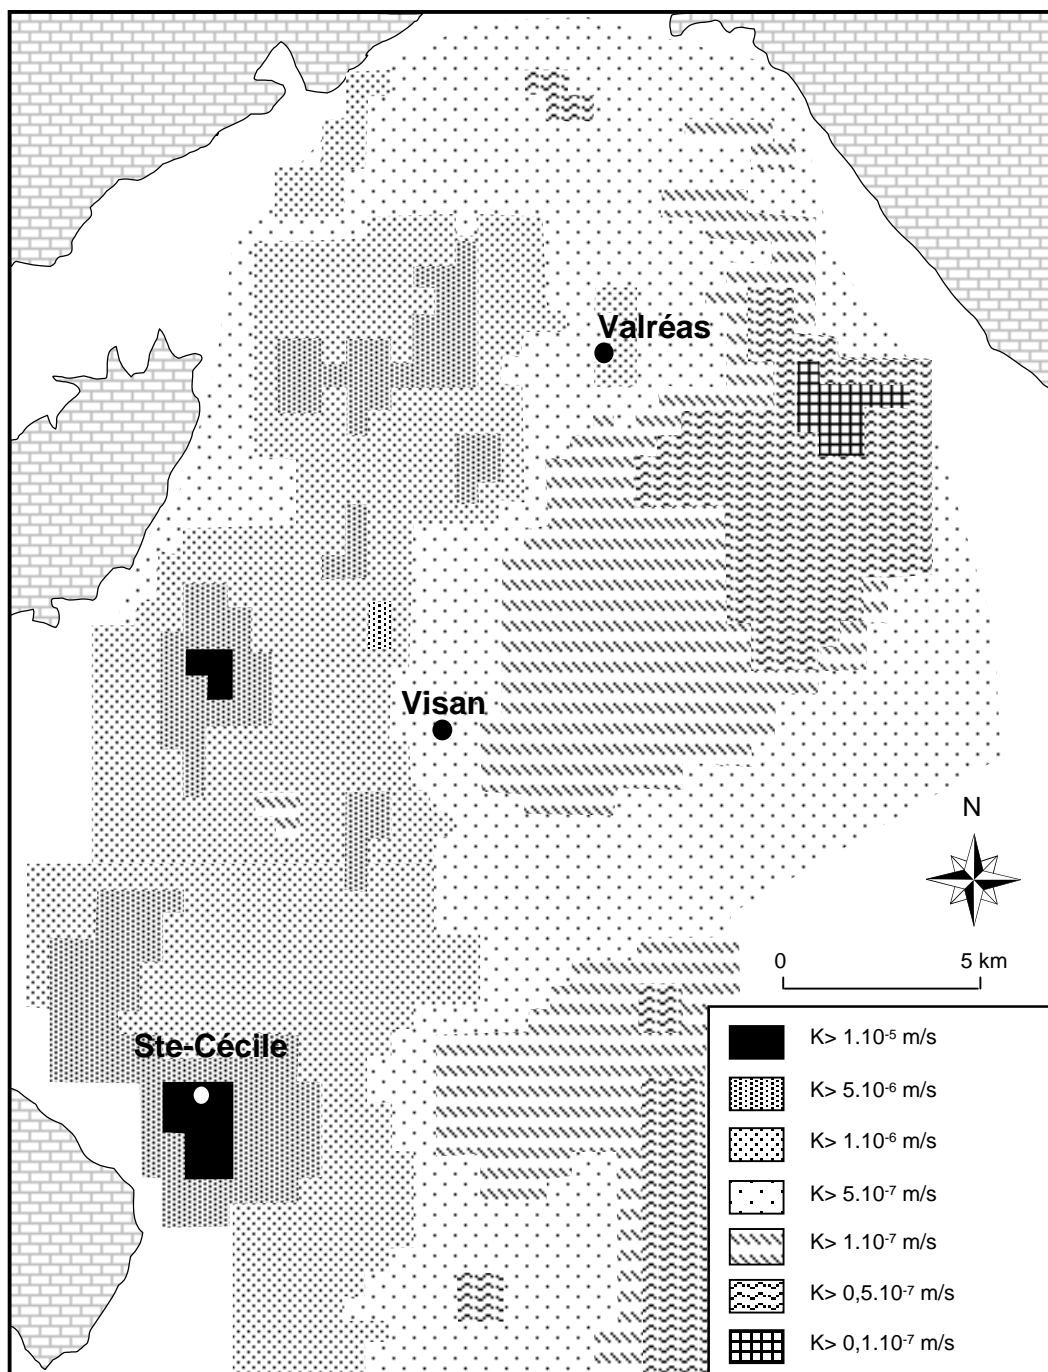 Valréas
Visan
N
0 5 km
Ste-Cécile
K> 1.10-5 m/s
K> 5.10-6 m/s
K> 1.10-6 m/s
K> 5.10-7 m/s
K> 1.10-7 m/s
K> 0,5.10-7 m/s
K> 0,1.10-7 m/s